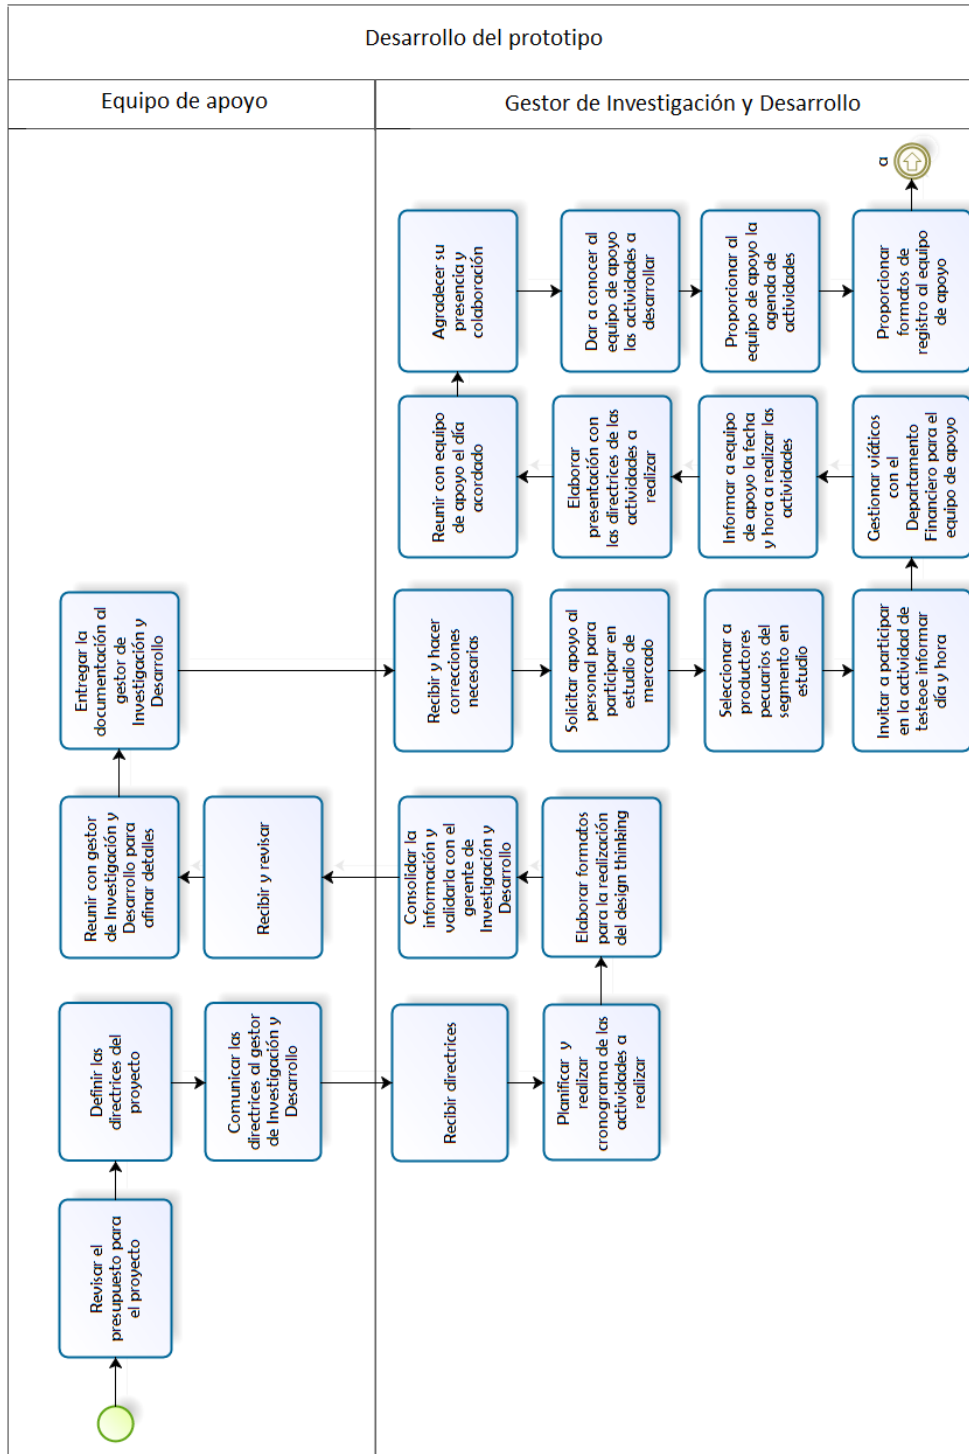 Desarrollo del prototipo
Equipo de apoyo
Gestor de Investigación y Desarrollo
Revisar el
presupuesto para
el proyecto
Definir las
directrices del
proyecto
Comunicar las
directrices al gestor
de Investigación y
Desarrollo
Recibir directrices
Planificar y
realizar
cronograma de las
actividades a
realizar
Elaborar formatos
para la realización
del design thinking
Consolidar la
información y
validarla con el
gerente de
Investigación y
Desarrollo
Recibir y revisar
Reunir con gestor
de Investigación y
Desarrollo para
afinar detalles
Entregar la
documentación al
gestor de
Investigación y
Desarrollo
Recibir y hacer
correcciones
necesarias
Solicitar apoyo al
personal para
participar en
estudio de
mercado
Seleccionar a
productores
pecuarios del
segmento en
estudio
Invitar a participar
en la actividad de
testeoe informar
día y hora
Gestionar viáticos
con el
Departamento
Financiero para el
equipo de apoyo
Informar a equipo
de apoyo la fecha
y hora a realizar las
actividades
Elaborar
presentación con
las directrices de las
actividades a
realizar
Reunir con equipo
de apoyo el día
acordado
Agradecer su
presencia y
colaboración
Dar a conocer al
equipo de apoyo
las actividades a
desarrollar
Proporcionar al
equipo de apoyo la
agenda de
actividades
Proporcionar
formatos de
registro al equipo
de apoyo
a